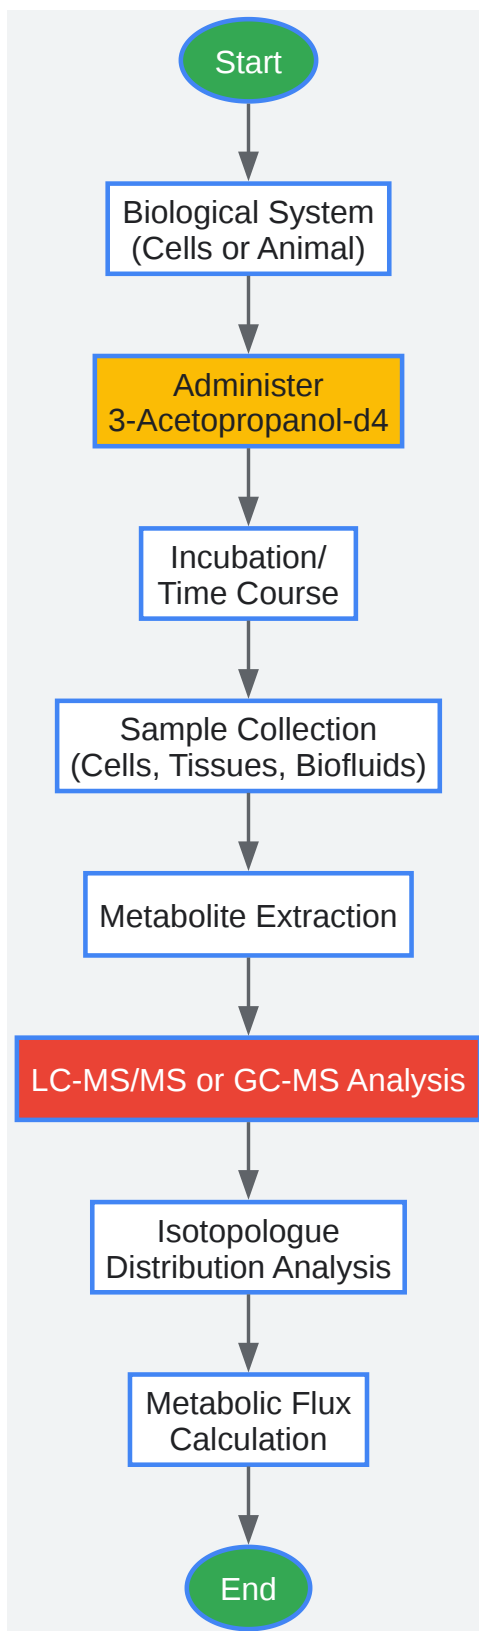 Start
Biological System
(Cells or Animal)
Administer
3-Acetopropanol-d4
Incubation/
Time Course
Sample Collection
(Cells, Tissues, Biofluids)
Metabolite Extraction
LC-MS/MS or GC-MS Analysis
Isotopologue
Distribution Analysis
Metabolic Flux
Calculation
End